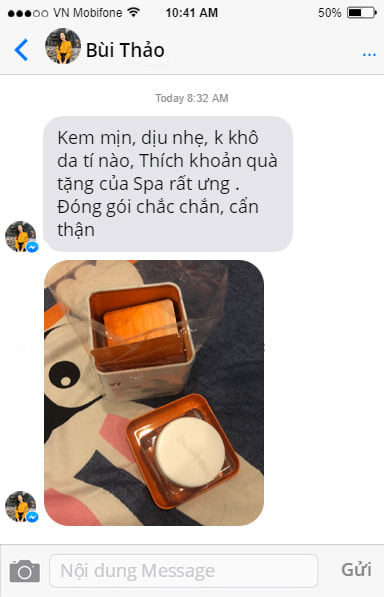 VN Mobifone 10:41 AM 50%
Bùi Thảo
Today 8:32 AM
Kem mịn, dịu nhẹ, k khô
da tí nào, Thích khoản quà
tặng của Spa rất ưng .
Đóng gói chắc chắn, cẩn
thận
V7
Nội dung Message
Gửi